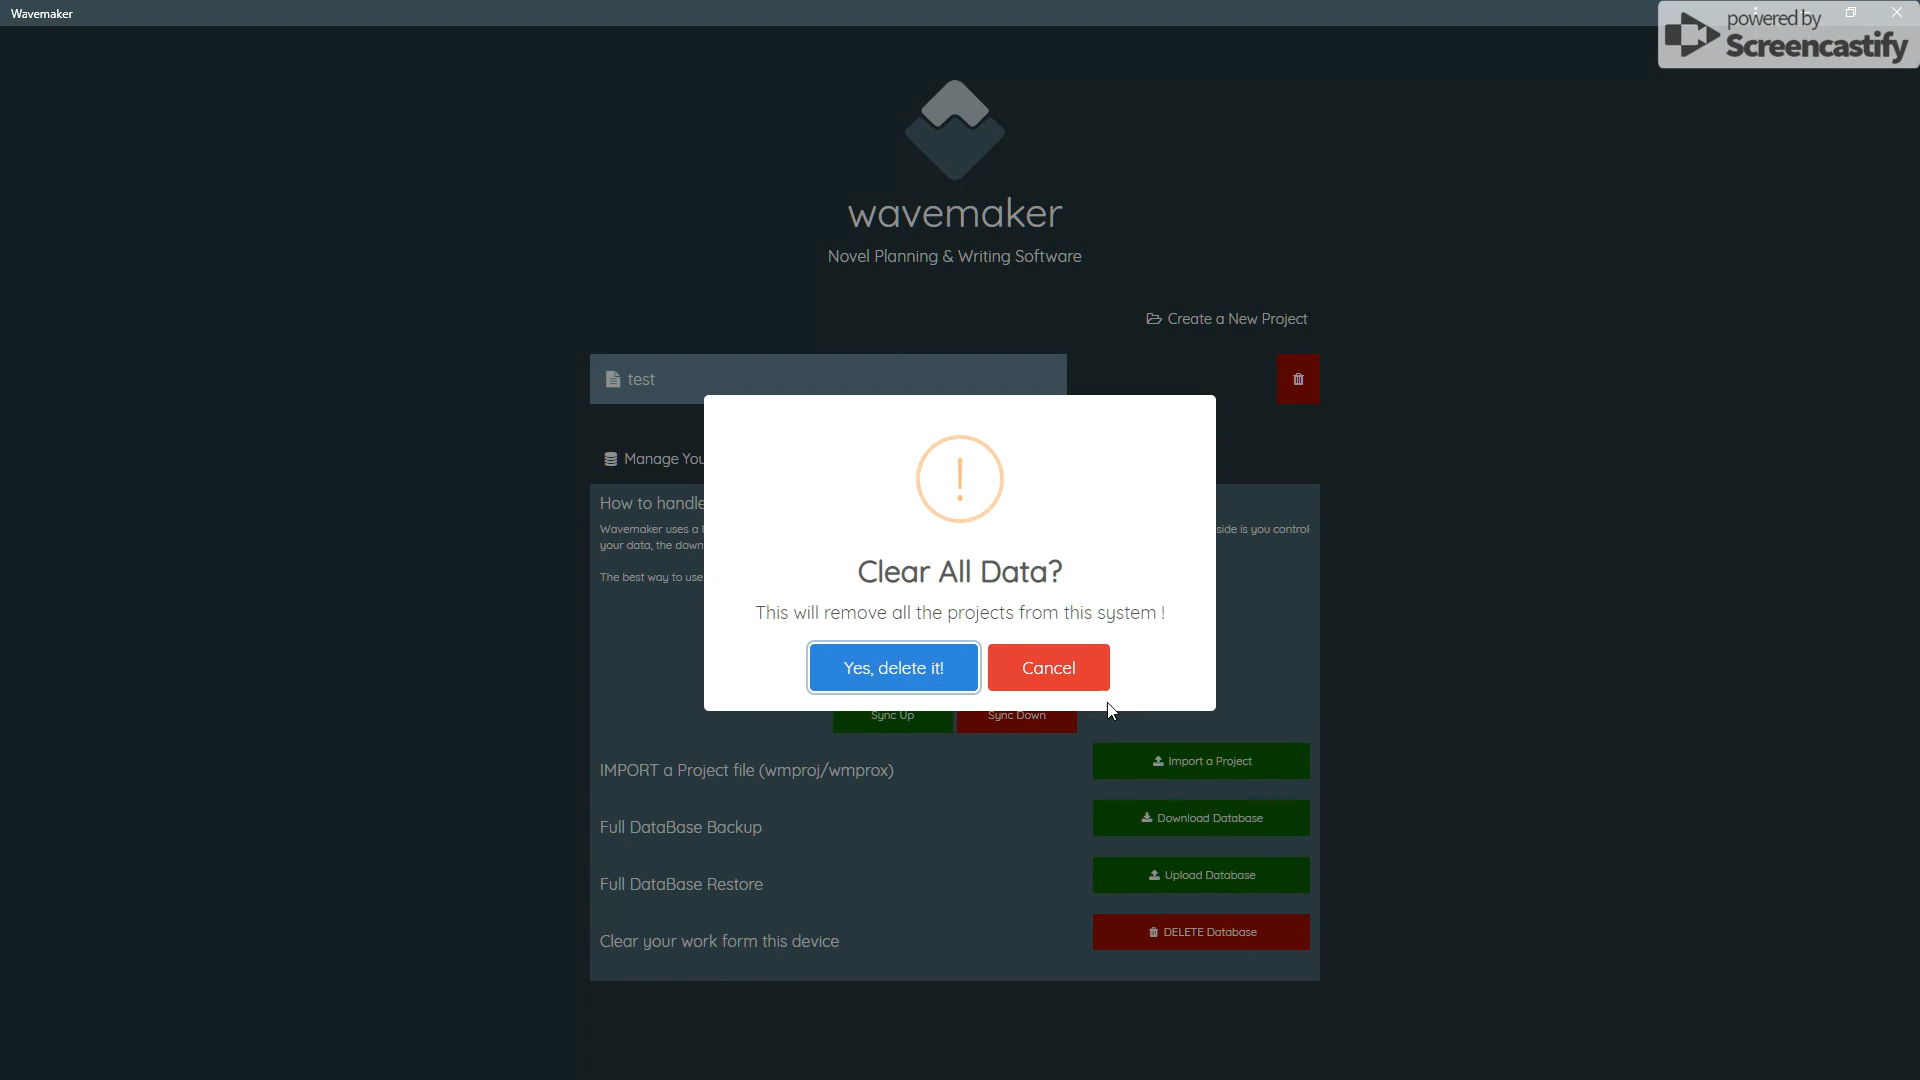 Wavemaker
powered by
Screencastify
wavemaker
Novel Planning & Writing Software
Create a New Project
test
Manage You
How to handle
Wavemaker uses a
side is you control
your data, the down
The best way to use
!
Clear All Data?
This will remove all the projects from this system !
Yes, delete it!
Cancel
Sync Up
Sync Down
IMPORT a Project file (wmproj/wmprox)
Import a Project
Full DataBase Backup
Download Database
Full DataBase Restore
Upload Database
Clear your work form this device
DELETE Database